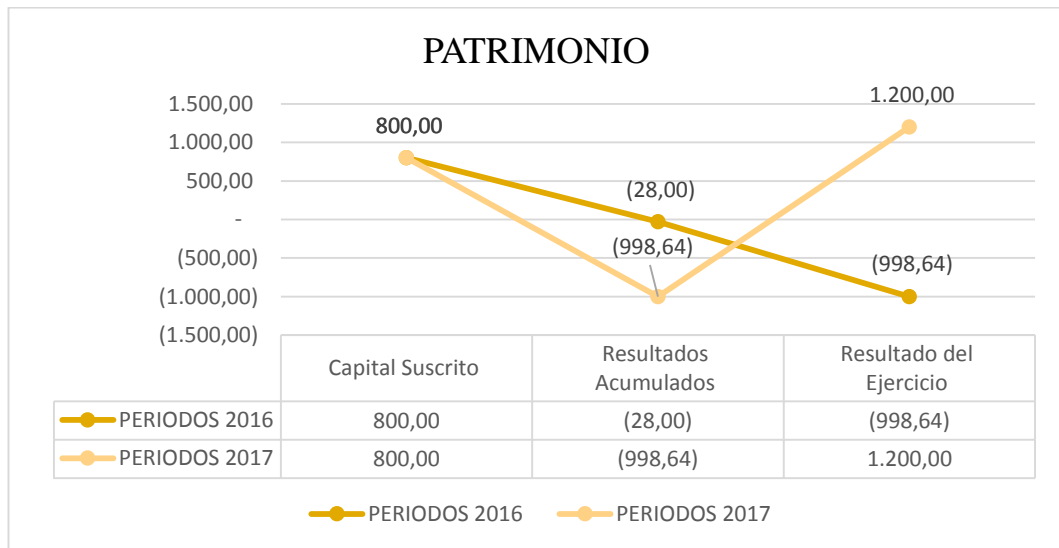 PATRIMONIO
1.500,00
1.000,00
500,00
-
(500,00)
(1.000,00)
(1.500,00)
800,00
(28,00)
(998,64)
(998,64)
1.200,00
Capital Suscrito
Resultados
Acumulados
Resultado del
Ejercicio
PERIODOS 2016 800,00 (28,00) (998,64)
PERIODOS 2017 800,00 (998,64) 1.200,00
PERIODOS 2016 PERIODOS 2017